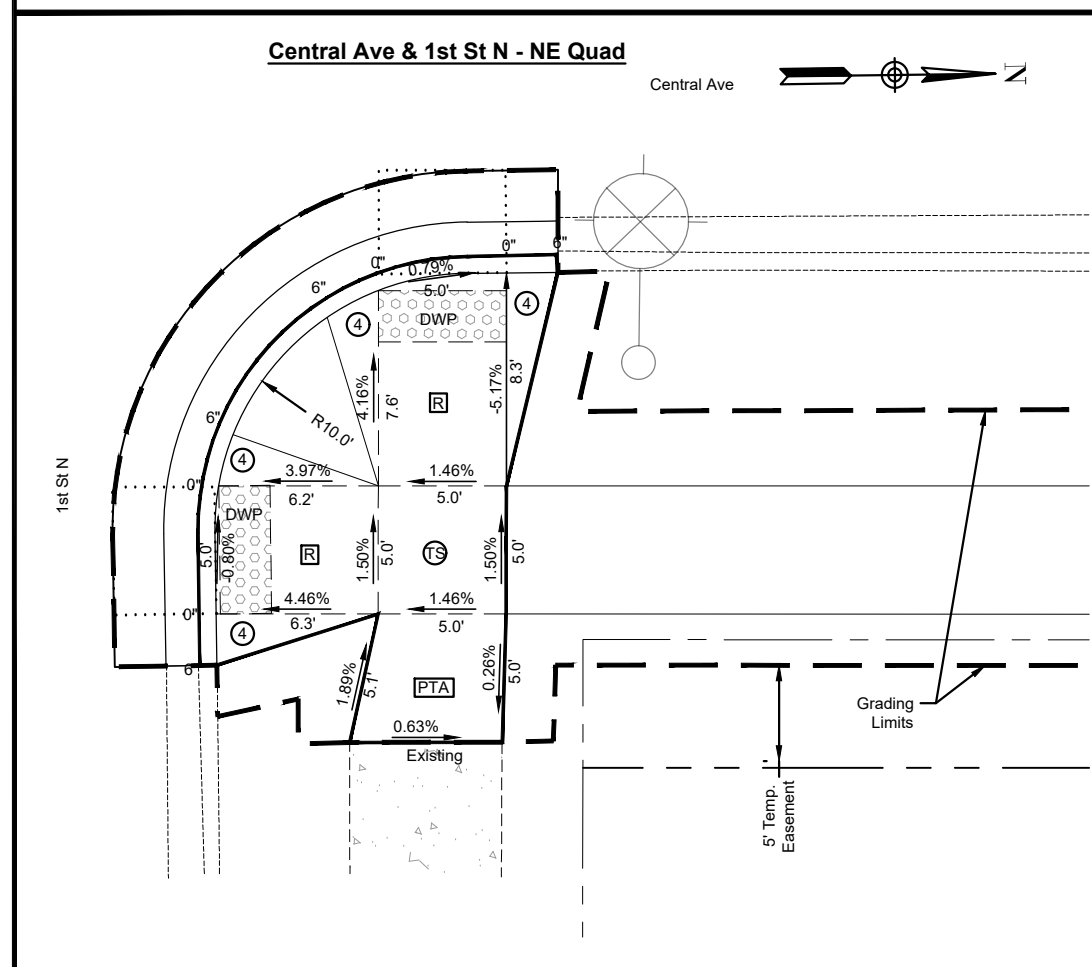 Central Ave & 1st St N - NE Quad
Central Ave
N
0"
6"
0"
0.79%
5.0'
6"
DWP
4
4
4.16%
7.6'
-5.17%
8.3'
R
R10.0'
6"
4
3.97%
6.2'
1.46%
5.0'
1st St N
0"
DWP
5.0'
-0.80%
R
1.50%
5.0'
TS
1.50%
5.0'
0"
4.46%
6.3'
1.46%
5.0'
4
6"
1.89%
5.1'
PTA
0.26%
5.0'
0.63%
Existing
Grading
Limits
5' Temp.
Easement